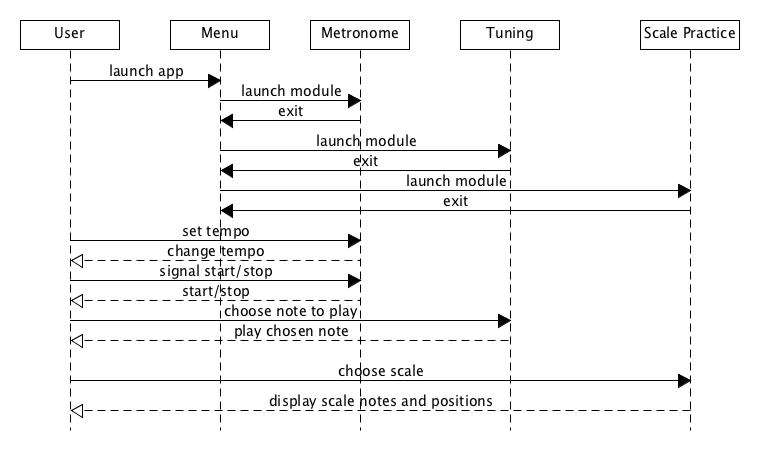 User
Menu
Metronome
Tuning
Scale Practice
launch app
launch module
exit
launch module
exit
launch module
exit
set tempo
change tempo
signal start/stop
start/stop
choose note to play
play chosen note
choose scale
display scale notes and positions